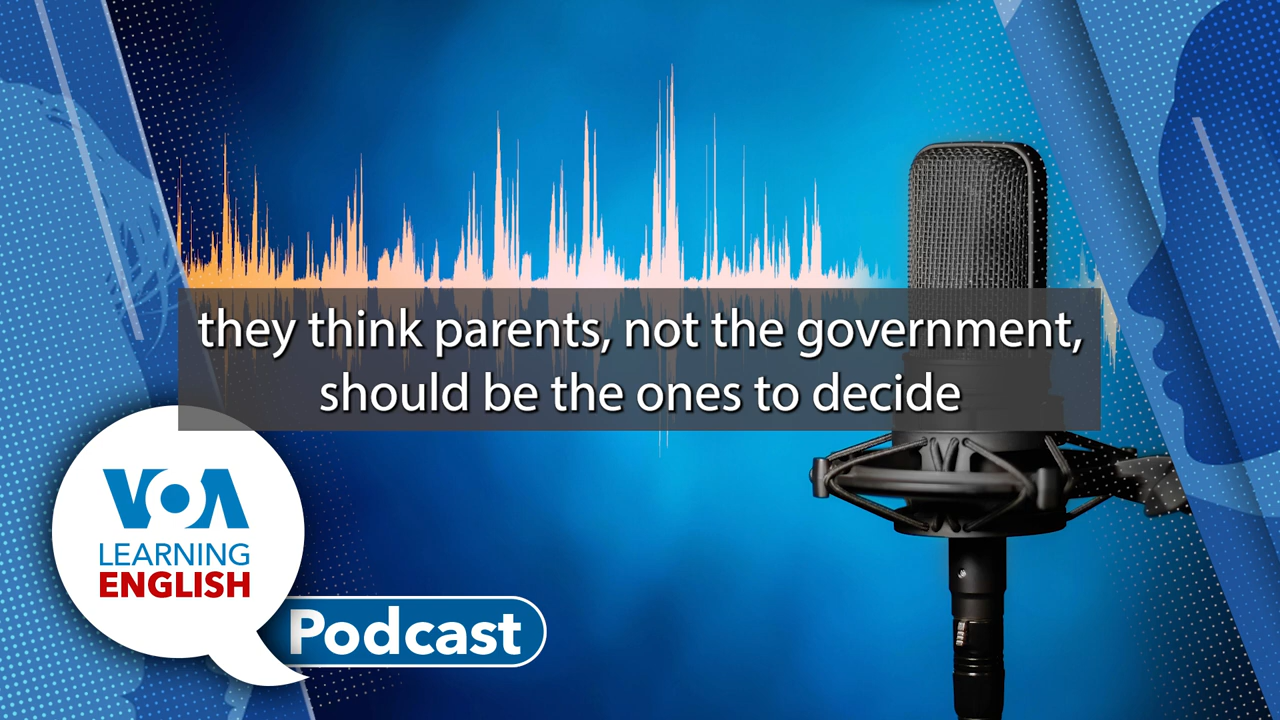 they think parents, not the government,
should be the ones to decide
VOA
LEARNING
ENGLISH
Podcast